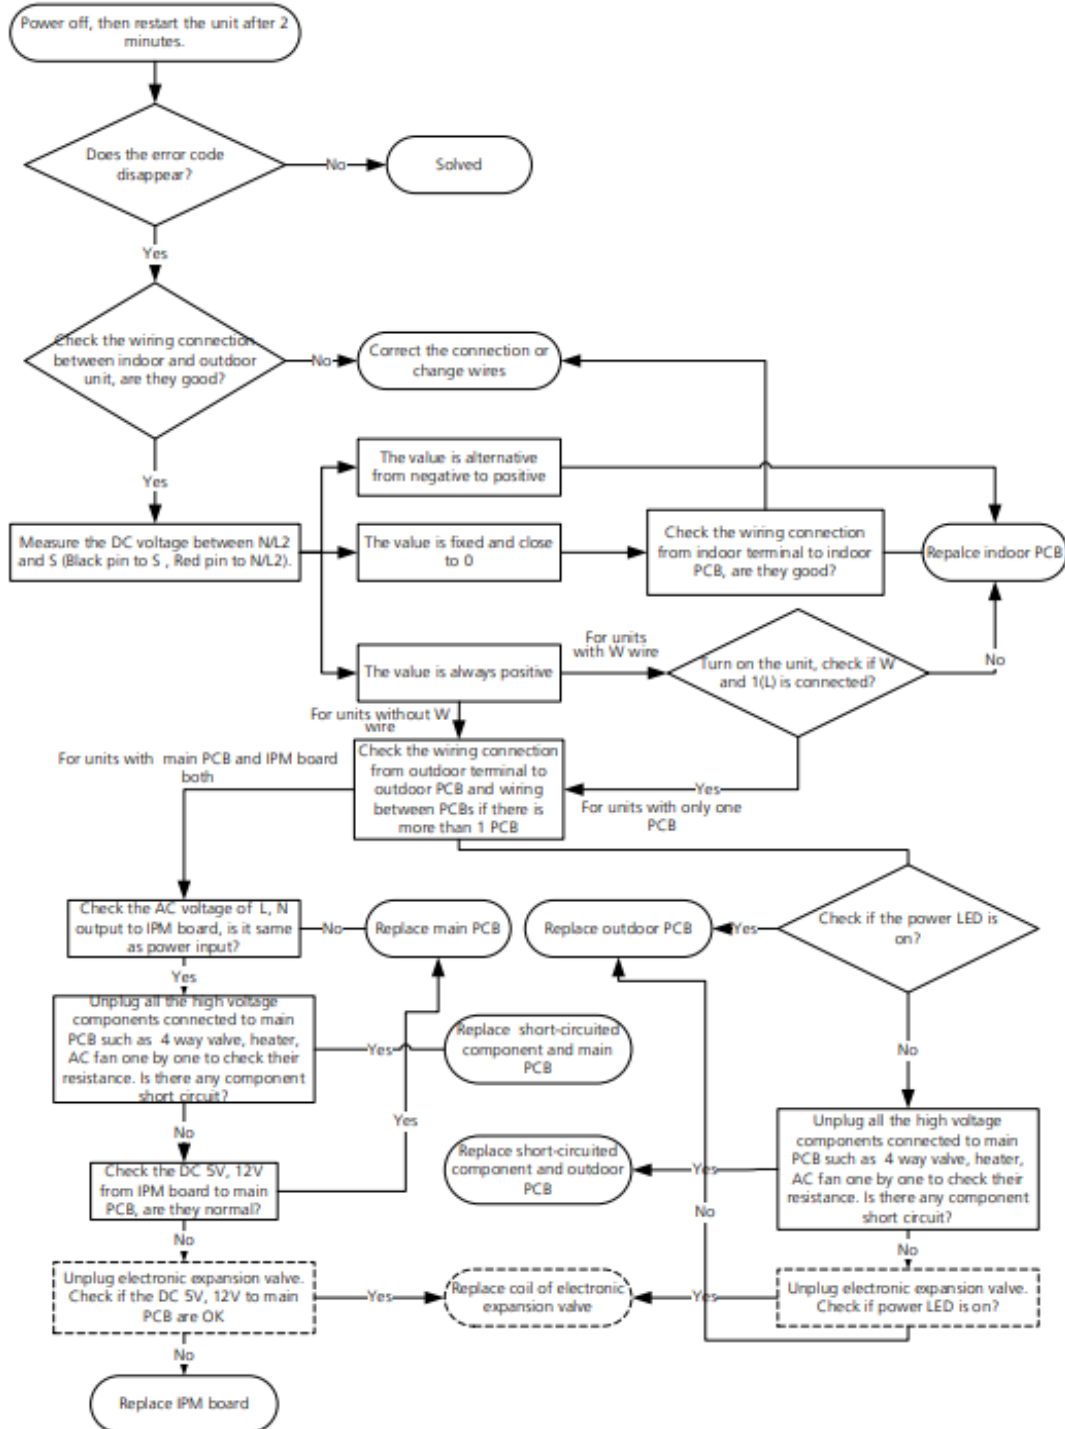 Power off, then restart the unit after 2
minutes.
Does the error code
disappear?
No
Solved
Yes
Check the wiring connection
between indoor and outdoor
unit, are they good?
No
Correct the connection or
change wires
Yes
The value is alternative
from negative to positive
Measure the DC voltage between N/L2
and S (Black pin to S , Red pin to N/L2).
The value is fixed and close
to 0
Check the wiring connection
from indoor terminal to indoor
PCB, are they good?
Repalce indoor PCB
The value is always positive
For units
with W wire
Turn on the unit, check if W
and 1(L) is connected?
No
For units without W
wire
For units with  main PCB and IPM board
both
Check the wiring connection
from outdoor terminal to
outdoor PCB and wiring
between PCBs if there is
more than 1 PCB
Yes
For units with only one
PCB
Check the AC voltage of L, N
output to IPM board, is it same
as power input?
No
Replace main PCB
Replace outdoor PCB
Yes
Check if the power LED is
on?
Yes
Unplug all the high voltage
components connected to main
PCB such as  4 way valve, heater,
AC fan one by one to check their
resistance. Is there any component
short circuit?
Yes
Replace  short-circuited
component and main
PCB
No
No
Yes
Check the DC 5V, 12V
from IPM board to main
PCB, are they normal?
Replace short-circuited
component and outdoor
PCB
Yes
Unplug all the high voltage
components connected to main
PCB such as  4 way valve, heater,
AC fan one by one to check their
resistance. Is there any component
short circuit?
No
No
No
Unplug electronic expansion valve.
Check if the DC 5V, 12V to main
PCB are OK
Yes
Replace coil of electronic
expansion valve
Yes
Unplug electronic expansion valve.
Check if power LED is on?
No
Replace IPM board